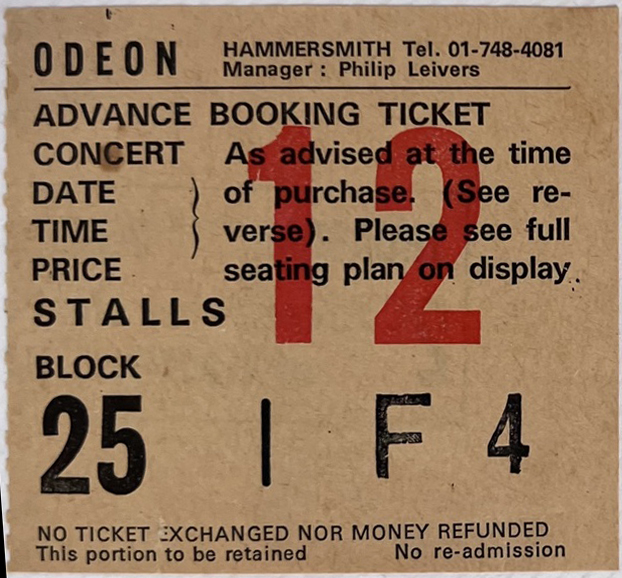 ODEON HAMMERSMITH Tel. 01-748-4081
Manager : Philip Leivers
ADVANCE BOOKING TICKET
CONCERT As advised at the time
DATE } of purchase. (See re-
TIME verse). Please see full
PRICE seating plan on display.
12
STALLS
BLOCK
25 | F 4
NO TICKET EXCHANGED NOR MONEY REFUNDED
This portion to be retained No re-admission